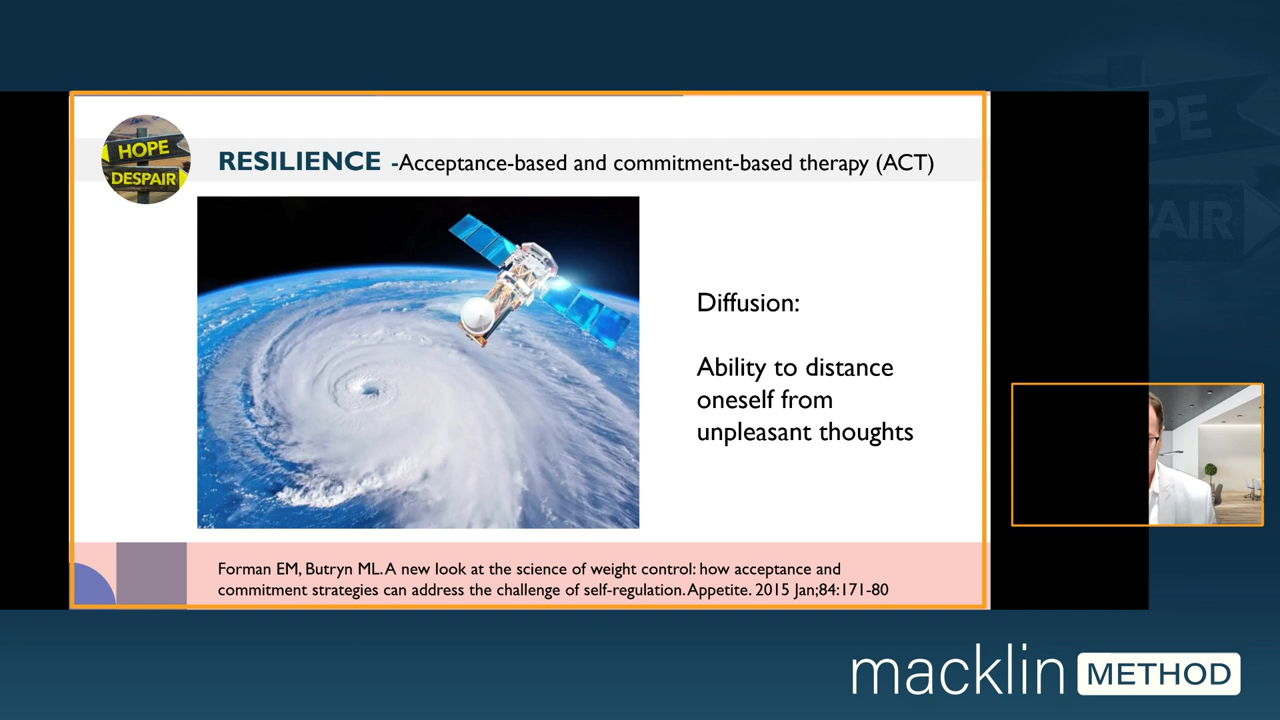 HOPE
DESPAIR
RESILIENCE -Acceptance-based and commitment-based therapy (ACT)
Diffusion:
Ability to distance
oneself from
unpleasant thoughts
Forman EM, Butryn ML. A new look at the science of weight control: how acceptance and
commitment strategies can address the challenge of self-regulation. Appetite. 2015 Jan;84:171-80
PE
PAIR
macklin METHOD